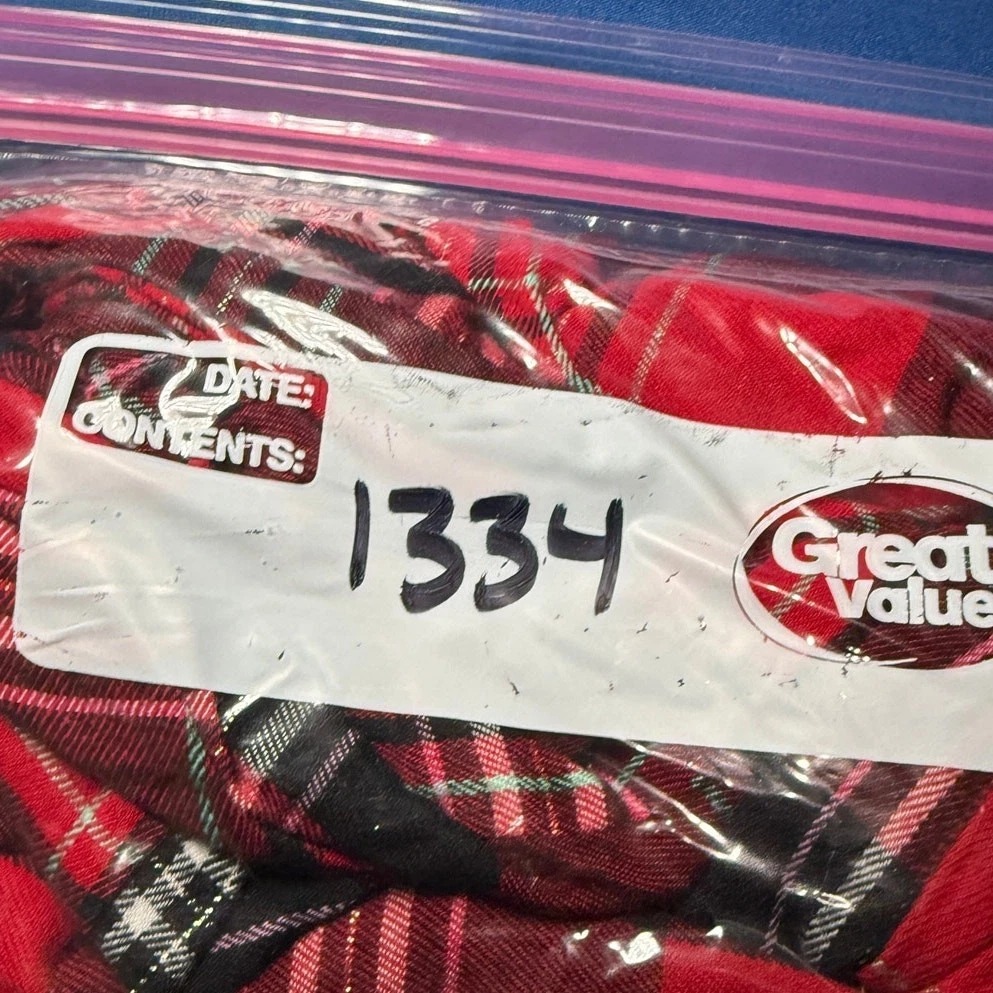 DATE:
CONTENTS:
1334
Great
Value